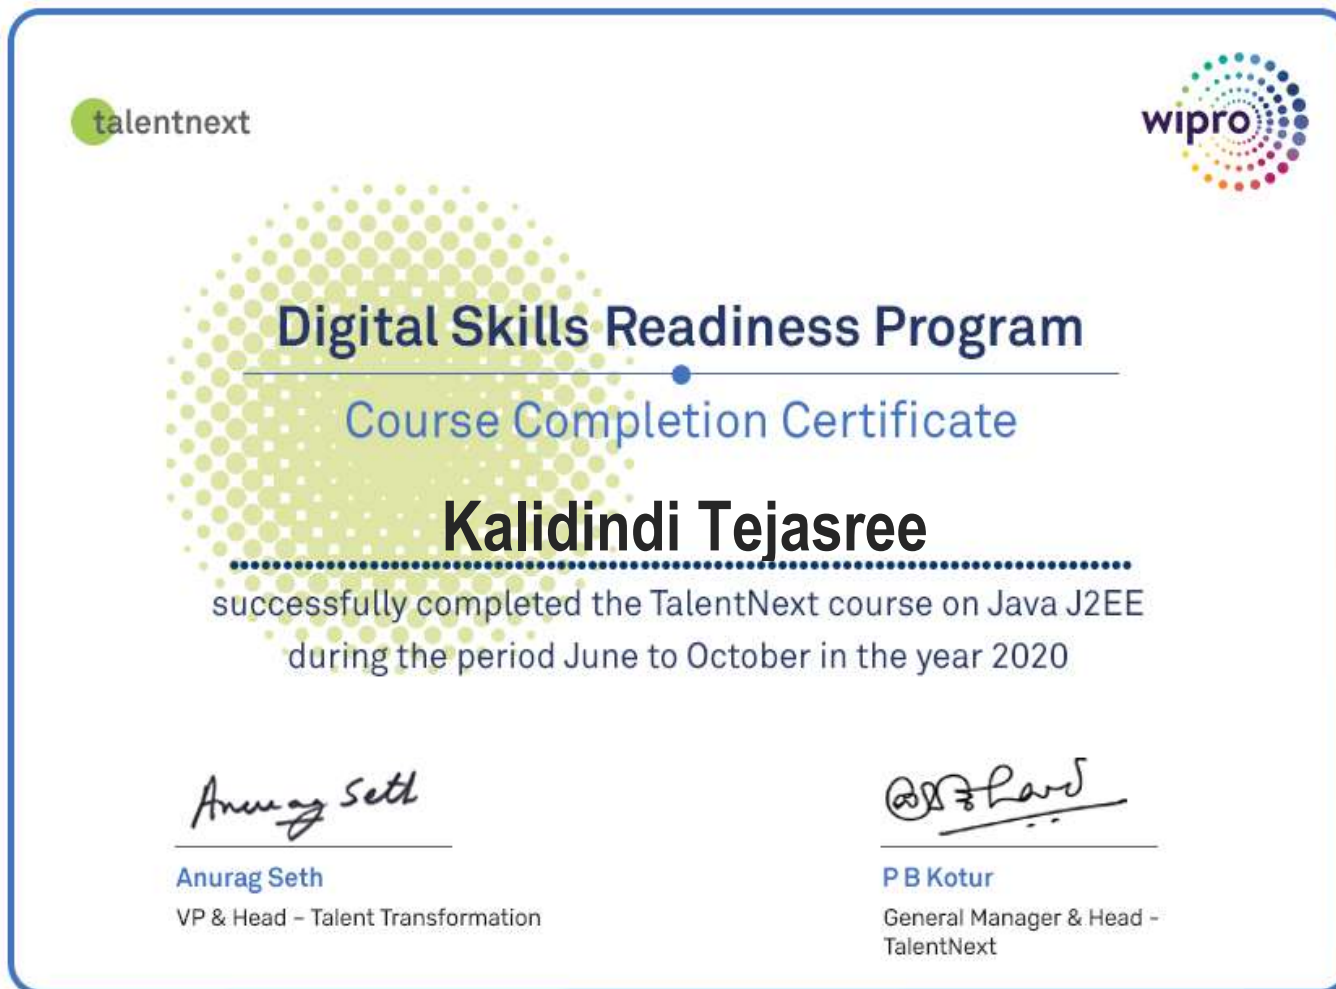 talentnext
wipro
Digital Skills Readiness Program
Course Completion Certificate
Kalidindi Tejasree
successfully completed the TalentNext course on Java J2EE
during the period June to October in the year 2020
Anurag Seth
Anurag Seth
VP & Head – Talent Transformation
P B Kotur
General Manager & Head -
TalentNext